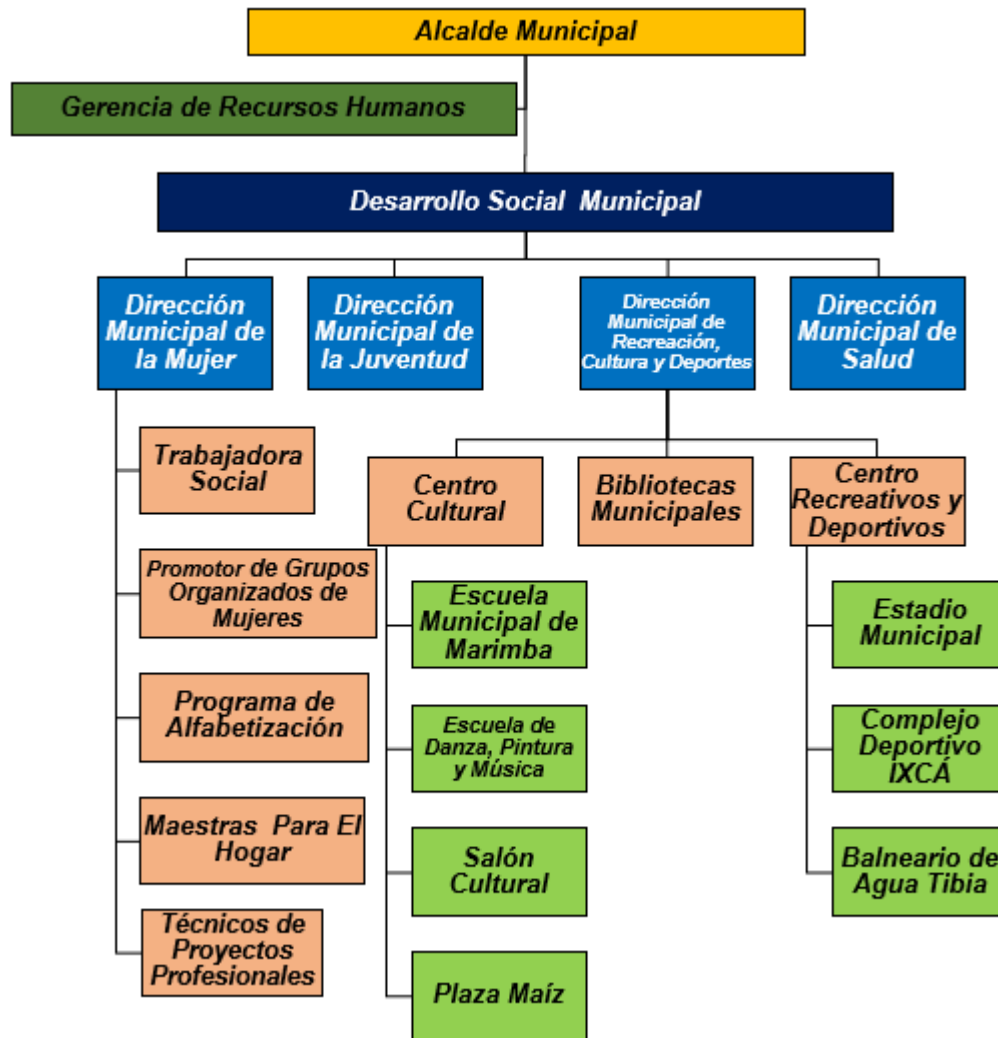 Alcalde Municipal
Gerencia de Recursos Humanos
Desarrollo Social Municipal
Dirección
Municipal de
la Mujer
Dirección
Municipal de
la Juventud
Dirección
Municipal de
Recreación,
Cultura y Deportes
Dirección
Municipal de
Salud
Trabajadora
Social
Promotor de Grupos
Organizados de
Mujeres
Programa de
Alfabetización
Maestras Para El
Hogar
Técnicos de
Proyectos
Profesionales
Centro
Cultural
Bibliotecas
Municipales
Centro
Recreativos y
Deportivos
Escuela
Municipal de
Marimba
Escuela de
Danza, Pintura
y Música
Salón
Cultural
Plaza Maíz
Estadio
Municipal
Complejo
Deportivo
IXCÁ
Balneario de
Agua Tibia